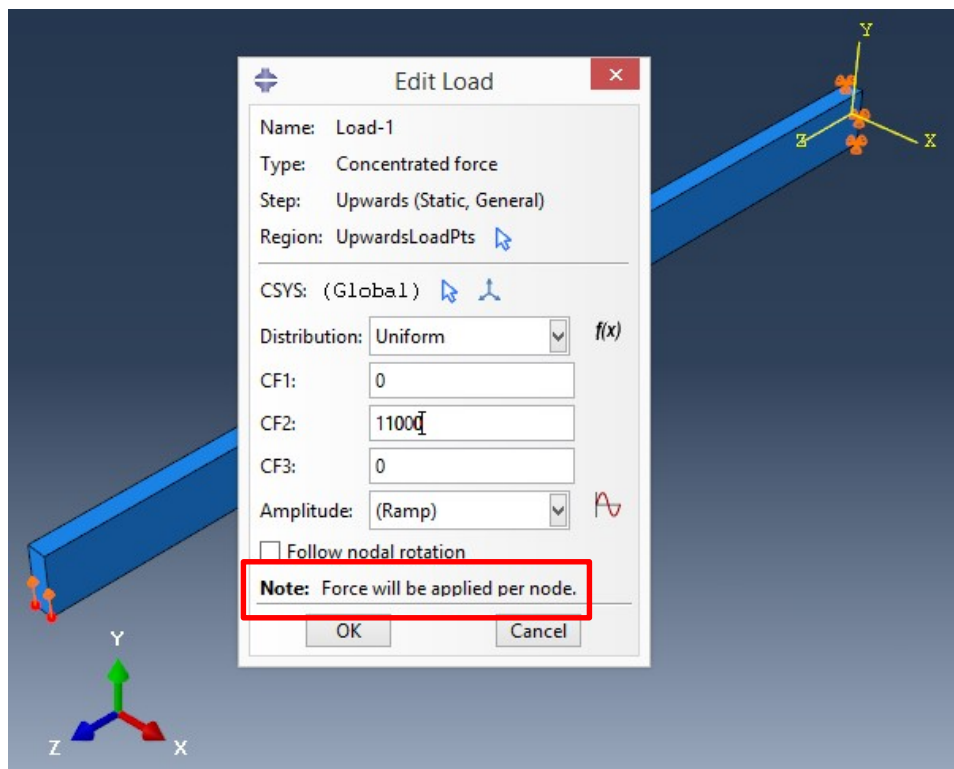 Edit Load
Name: Load-1
Type: Concentrated force
Step: Upwards (Static, General)
Region: UpwardsLoadPts
CSYS: (Global)
Distribution: Uniform f(x)
CF1: 0
CF2: 11000
CF3: 0
Amplitude: (Ramp)
Follow nodal rotation
Note: Force will be applied per node.
OK Cancel
Y
Z X
Y
Z X